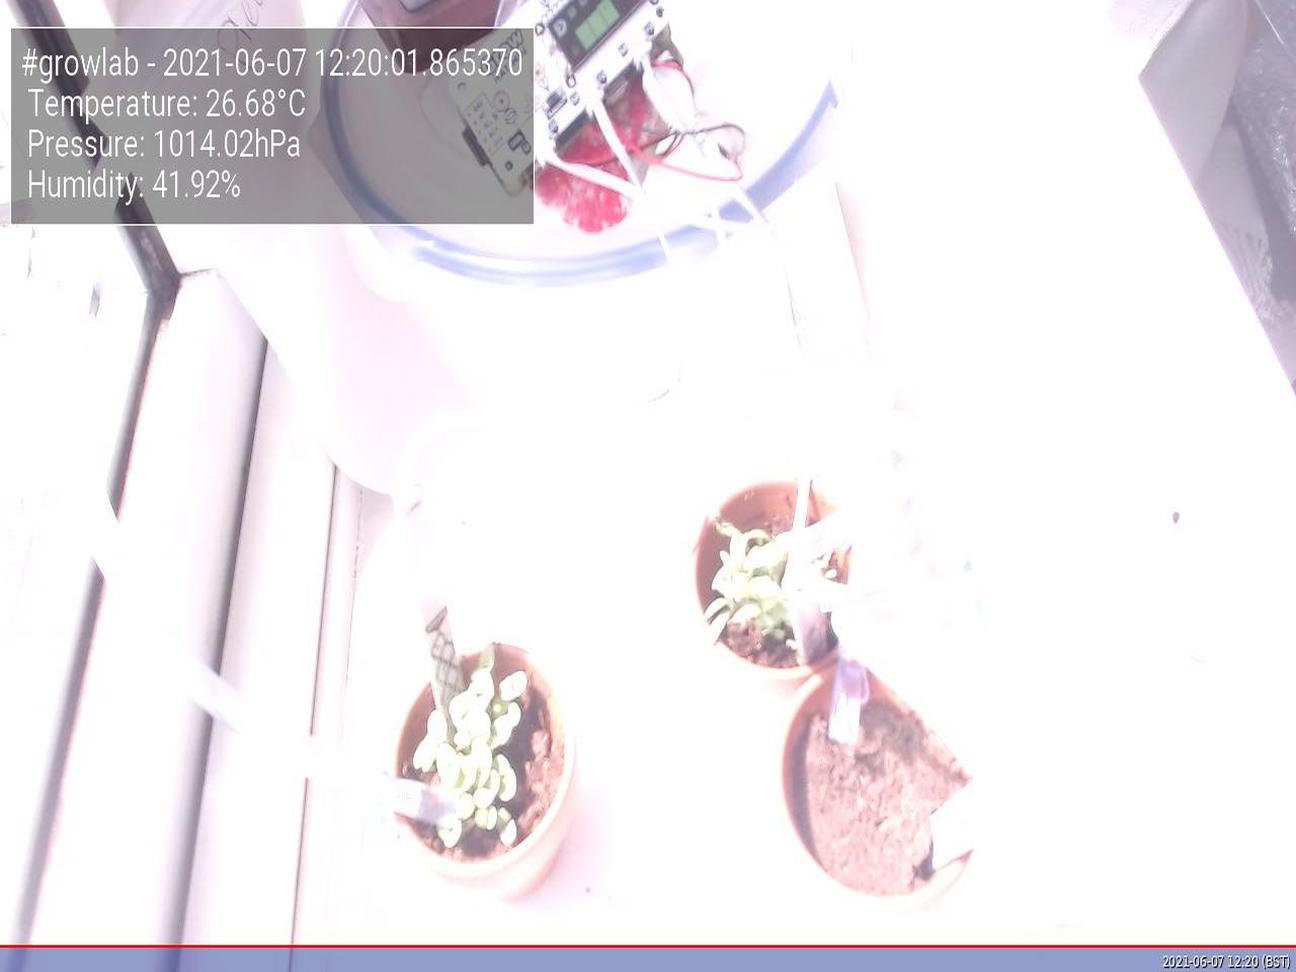 #growlab - 2021-06-07 12:20:01.865370
Temperature: 26.68°C
Pressure: 1014.02hPa
Humidity: 41.92%
2021-06-07 12:20 (BST)